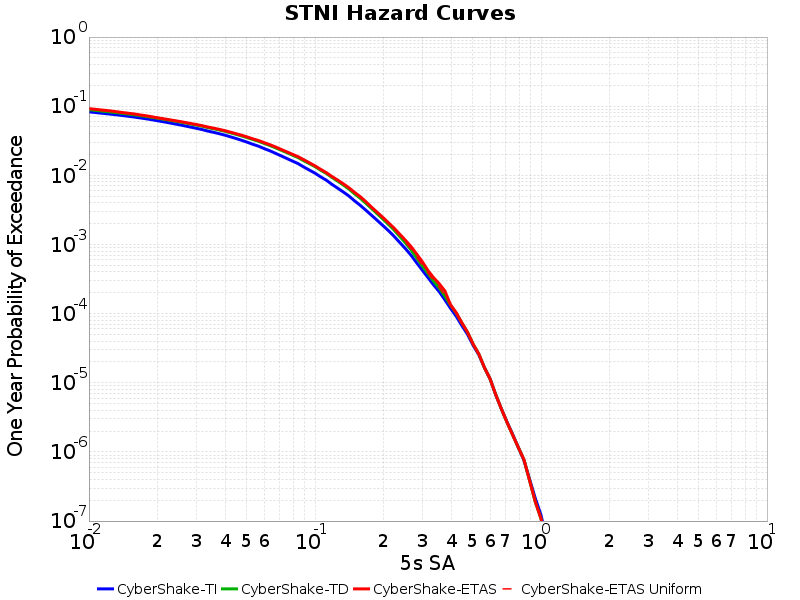 STNI Hazard Curves
One Year Probability of Exceedance
10^0
10^-1
10^-2
10^-3
10^-4
10^-5
10^-6
10^-7
10^-2 2 3 4 5 6 10^-1 2 3 4 5 6 7 10^0 2 3 4 5 6 7 10^1
5s SA
CyberShake-TI CyberShake-TD CyberShake-ETAS CyberShake-ETAS Uniform